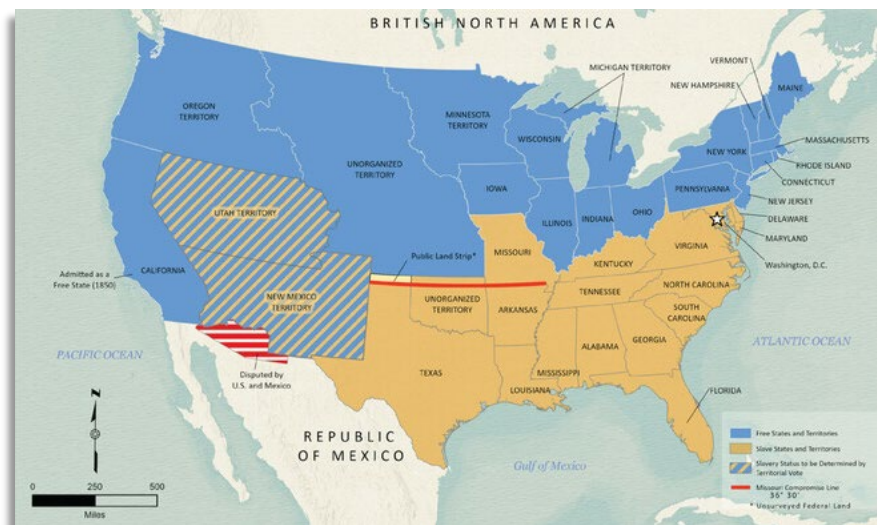 BRITISH NORTH AMERICA
MICHIGAN TERRITORY
VERMONT
NEW HAMPSHIRE
MAINE
OREGON
TERRITORY
MINNESOTA
TERRITORY
WISCONSIN
NEW YORK
MASSACHUSETTS
RHODE ISLAND
CONNECTICUT
UNORGANIZED
TERRITORY
IOWA
PENNSYLVANIA
NEW JERSEY
UTAH TERRITORY
ILLINOIS
INDIANA
OHIO
DELAWARE
MARYLAND
Public Land Strip*
MISSOURI
VIRGINIA
Washington, D.C.
KENTUCKY
Admitted as a
Free State (1850)
CALIFORNIA
NEW MEXICO
TERRITORY
UNORGANIZED
TERRITORY
ARKANSAS
TENNESSEE
NORTH CAROLINA
SOUTH
CAROLINA
PACIFIC OCEAN
ATLANTIC OCEAN
Disputed by
U.S. and Mexico
TEXAS
MISSISSIPPI
ALABAMA
GEORGIA
LOUISIANA
FLORIDA
N
REPUBLIC
OF MEXICO
Gulf of Mexico
0 250 500
Miles
Free States and Territories
Slave States and Territories
Slavery Status to be Determined by
Territorial Vote
Missouri Compromise Line
36° 30'
* Unsurveyed Federal Land